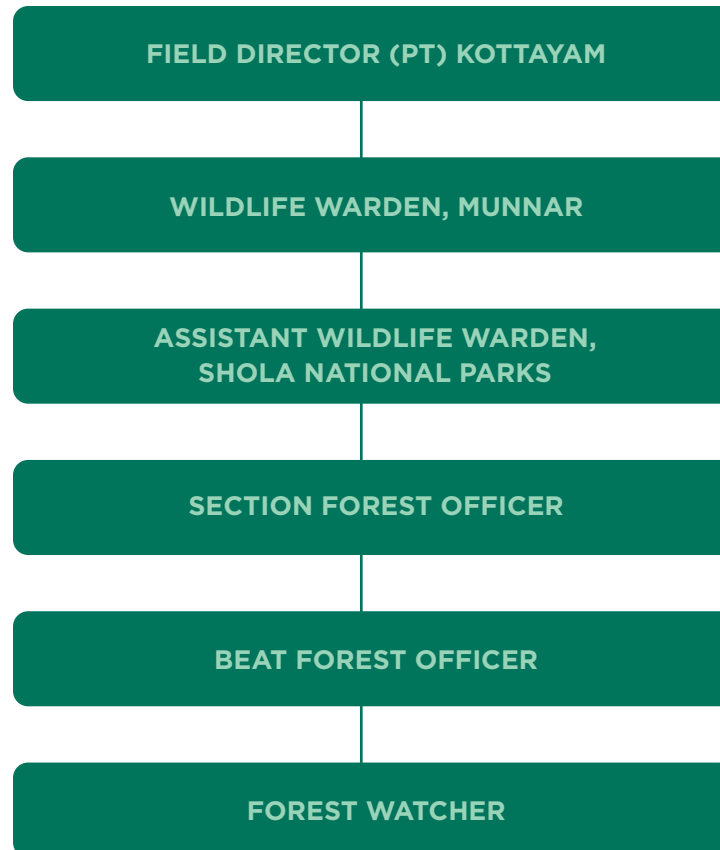 FIELD DIRECTOR (PT) KOTTAYAM
WILDLIFE WARDEN, MUNNAR
ASSISTANT WILDLIFE WARDEN,
SHOLA NATIONAL PARKS
SECTION FOREST OFFICER
BEAT FOREST OFFICER
FOREST WATCHER